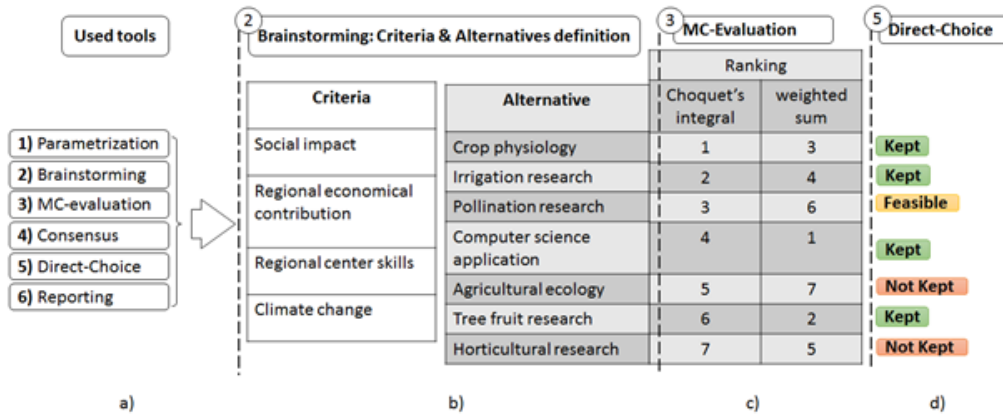 Used tools
1) Parametrization
2) Brainstorming
3) MC-evaluation
4) Consensus
5) Direct-Choice
6) Reporting
a)
2
Brainstorming: Criteria & Alternatives definition
Criteria
Social impact
Regional economical
contribution
Regional center skills
Climate change
Alternative
Crop physiology
Irrigation research
Pollination research
Computer science
application
Agricultural ecology
Tree fruit research
Horticultural research
b)
3
MC-Evaluation
Ranking
Choquet's
integral
weighted
sum
1 3
2 4
3 6
4 1
5 7
6 2
7 5
c)
5
Direct-Choice
Kept
Kept
Feasible
Kept
Not Kept
Kept
Not Kept
d)